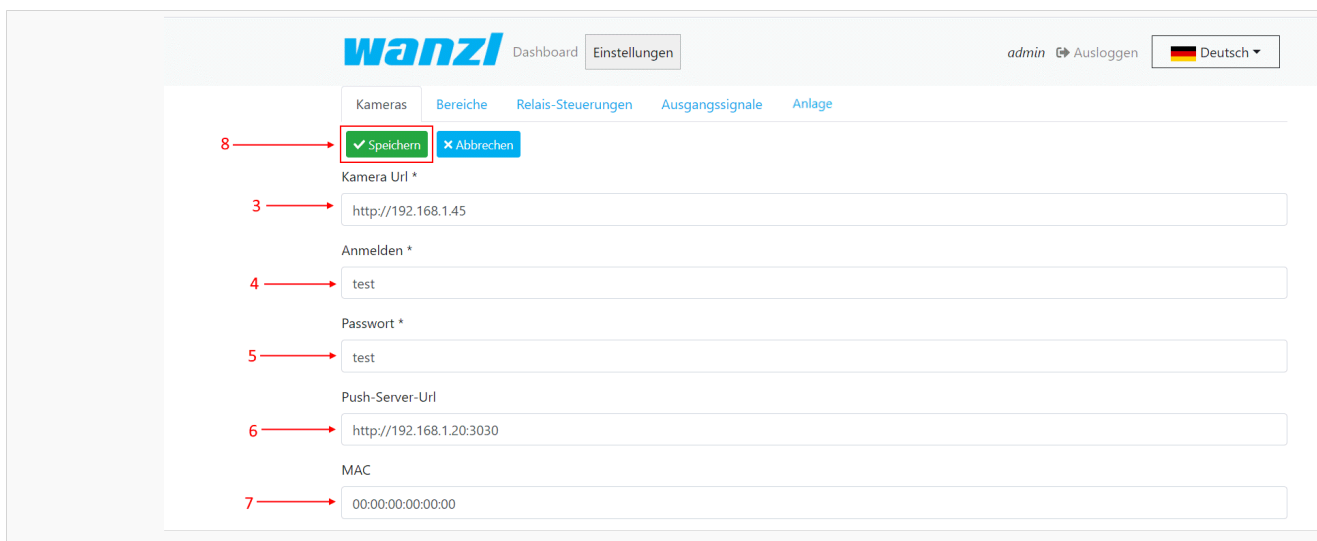 wanzl Dashboard Einstellungen admin Ausloggen Deutsch
Kameras Bereiche Relais-Steuerungen Ausgangssignale Anlage
8 Speichern Abbrechen
Kamera Url *
3 http://192.168.1.45
Anmelden *
4 test
Passwort *
5 test
Push-Server-Url
6 http://192.168.1.20:3030
MAC
7 00:00:00:00:00:00